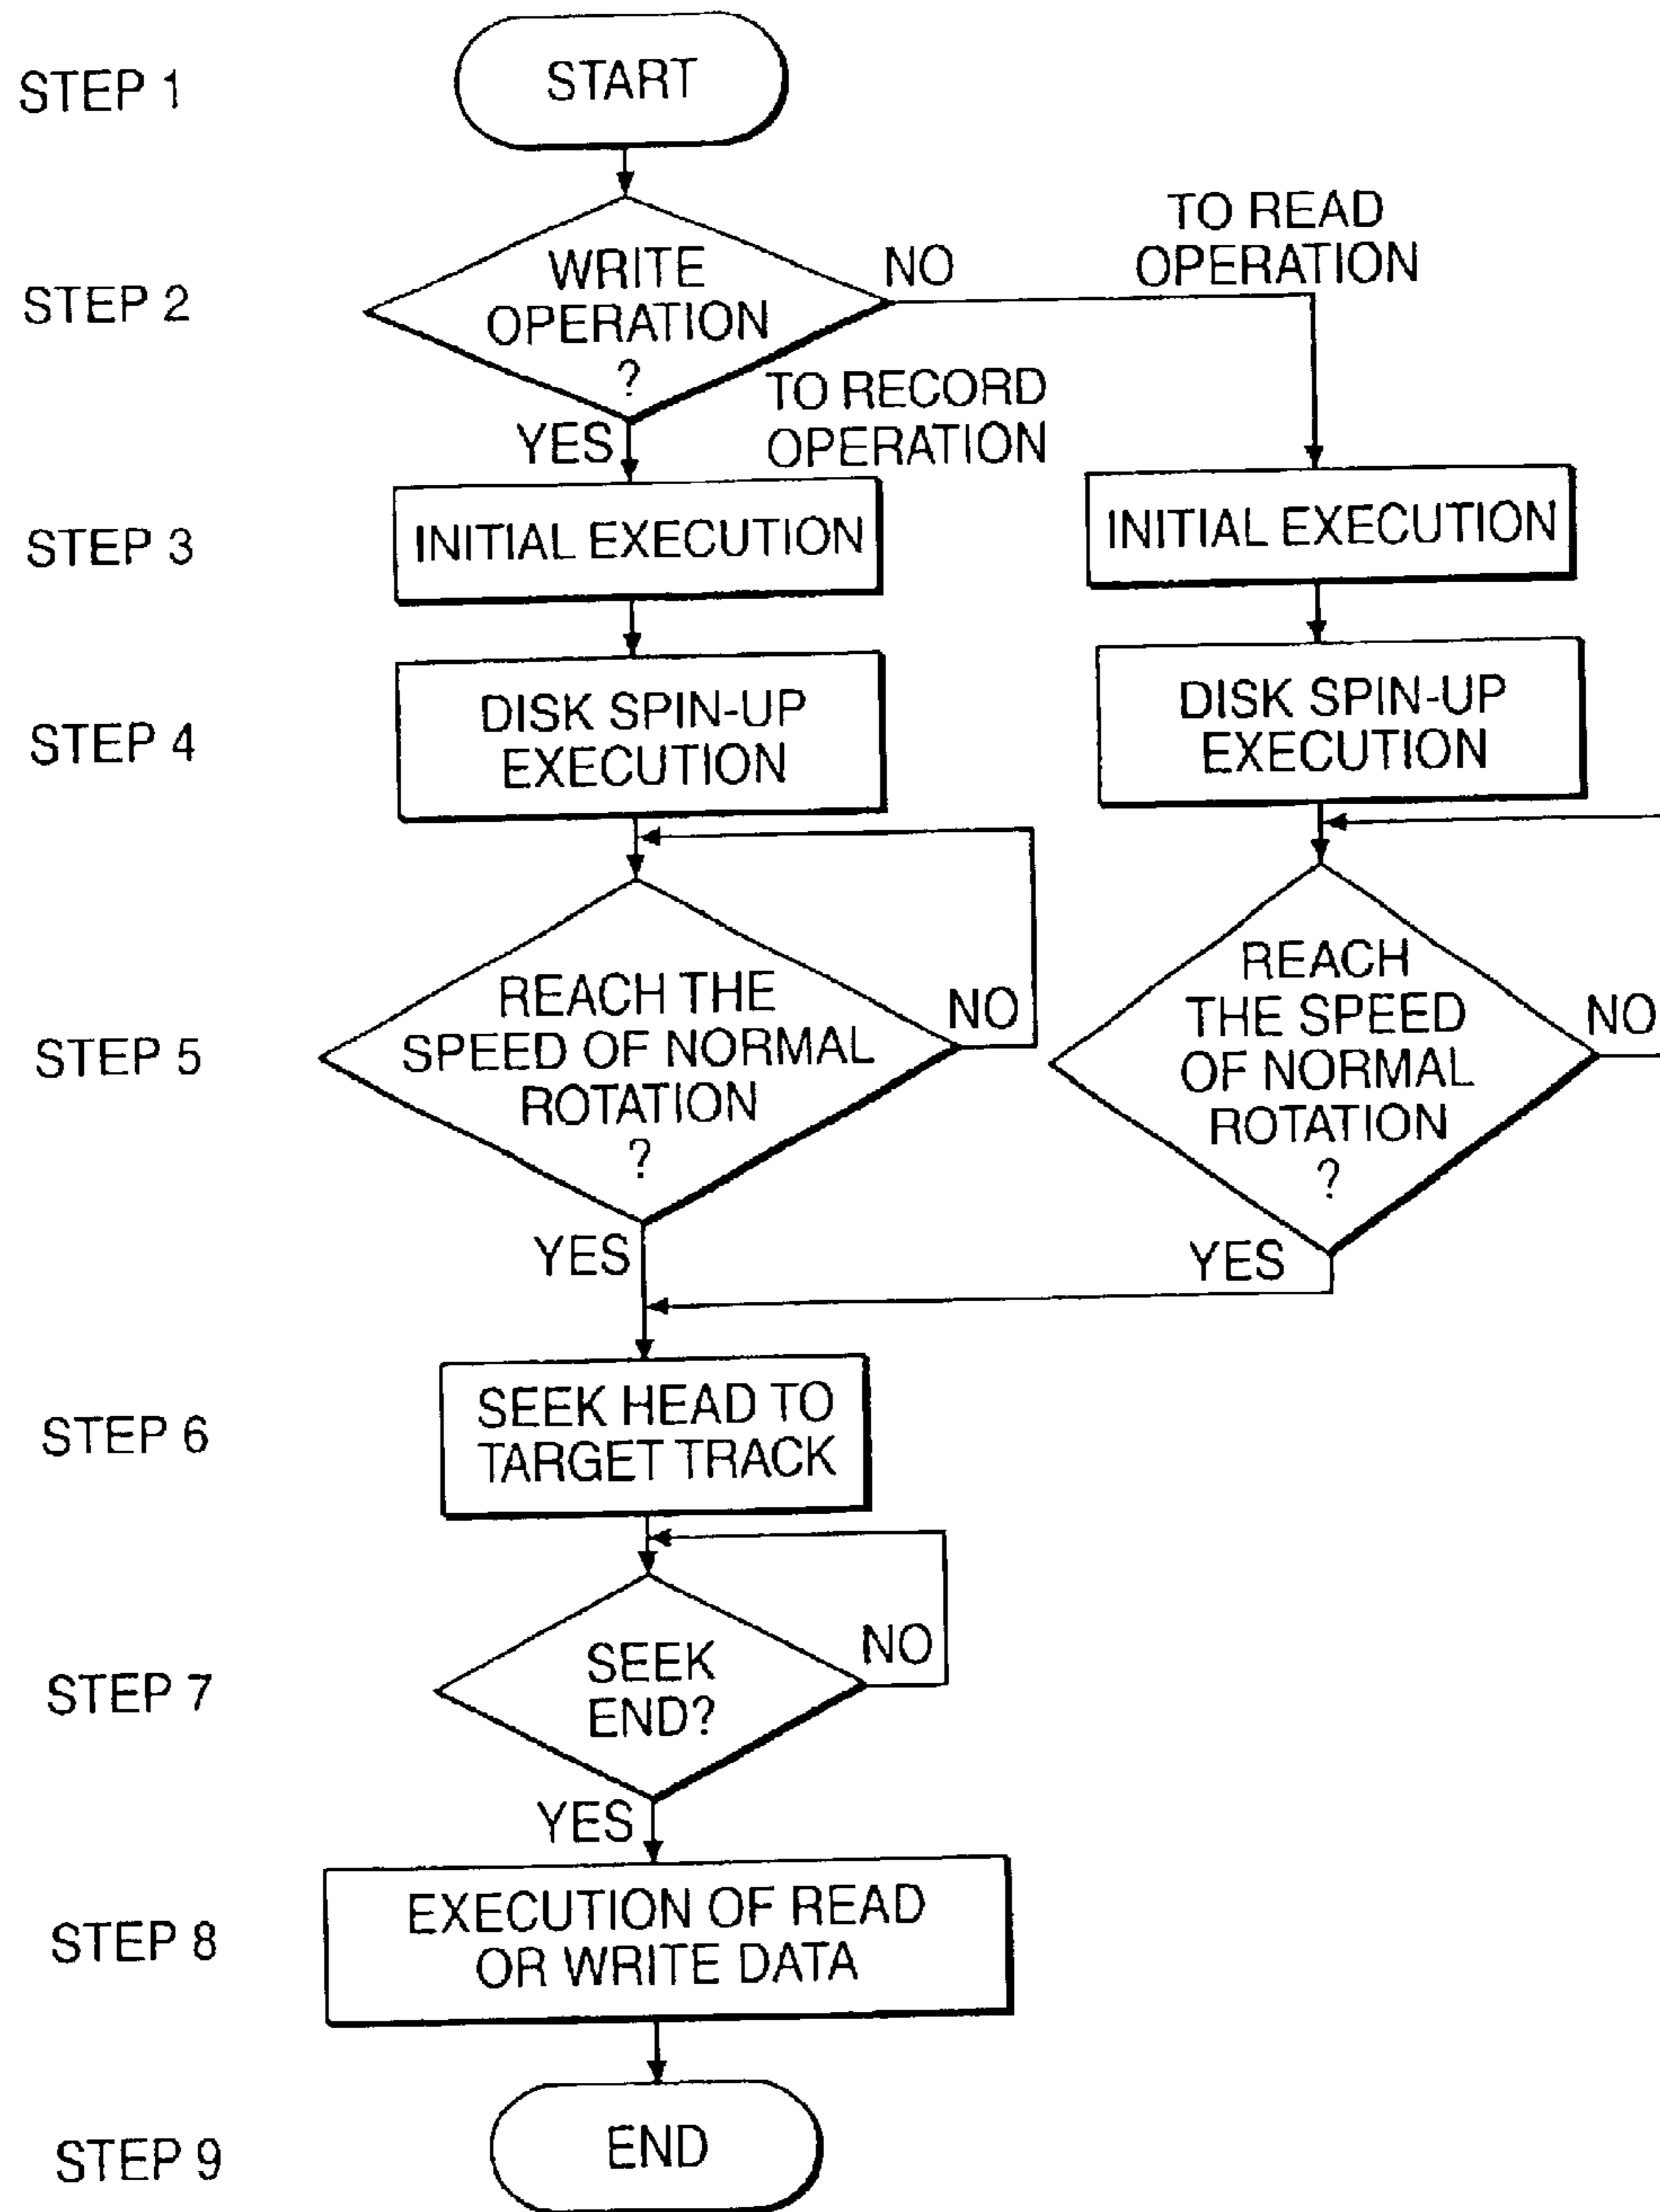 STEP 1
START
STEP 2
WRITE
OPERATION
?
NO
TO READ
OPERATION
YES
TO RECORD
OPERATION
STEP 3
INITIAL EXECUTION
INITIAL EXECUTION
STEP 4
DISK SPIN-UP
EXECUTION
DISK SPIN-UP
EXECUTION
STEP 5
REACH THE
SPEED OF NORMAL
ROTATION
?
NO
YES
REACH
THE SPEED
OF NORMAL
ROTATION
?
NO
YES
STEP 6
SEEK HEAD TO
TARGET TRACK
STEP 7
SEEK
END?
NO
YES
STEP 8
EXECUTION OF READ
OR WRITE DATA
STEP 9
END